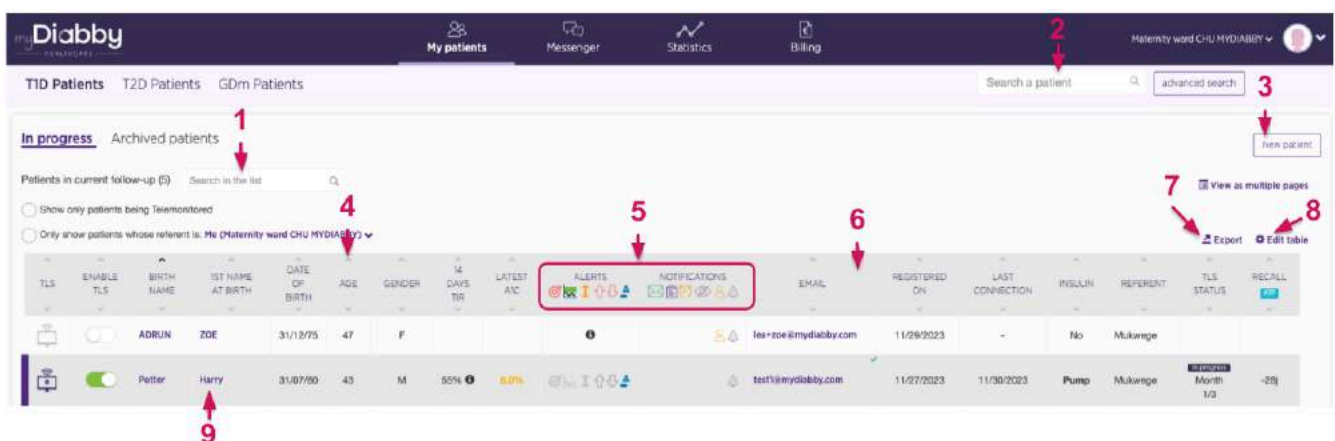 myDiabby
HEALTHCARE
My patients Messenger Statistics Billing
2
Maternity ward CHU MYDIABBY
T1D Patients T2D Patients GDm Patients
Search a patient
advanced search
3
1
In progress Archived patients
New patient
Patients in current follow-up (5) Search in the list
7 View as multiple pages
Show only patients being Telemonitored
4 5 6 8
Only show patients whose referent is: Me (Maternity ward CHU MYDIABBY)
Export Edit table
TLS ENABLE TLS BIRTH NAME 1ST NAME AT BIRTH DATE OF BIRTH AGE GENDER 14 DAYS TIR LATEST A1C ALERTS NOTIFICATIONS EMAIL REGISTERED ON LAST CONNECTION INSULIN REFERENT TLS STATUS RECALL
ADRUN ZOE 31/12/75 47 F lea+zoe@mydiabby.com 11/29/2023 - No Mukwege
Petter Harry 31/07/80 43 M 55% 8.0% test1@mydiabby.com 11/27/2023 11/30/2023 Pump Mukwege In progress Month 1/3 -28j
9